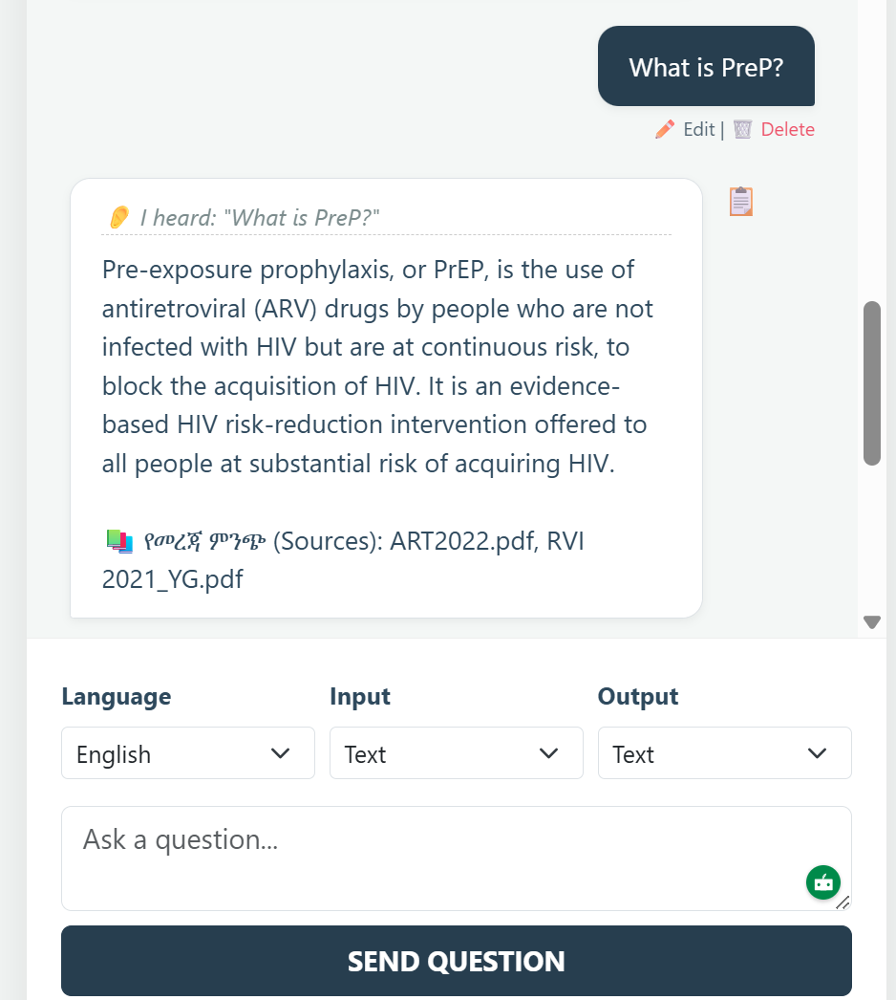 What is PreP?
Edit | Delete
I heard: "What is PreP?"
Pre-exposure prophylaxis, or PrEP, is the use of
antiretroviral (ARV) drugs by people who are not
infected with HIV but are at continuous risk, to
block the acquisition of HIV. It is an evidence-
based HIV risk-reduction intervention offered to
all people at substantial risk of acquiring HIV.
የመረጃ ምንጭ (Sources): ART2022.pdf, RVI
2021_YG.pdf
Language Input Output
English Text Text
Ask a question...
SEND QUESTION